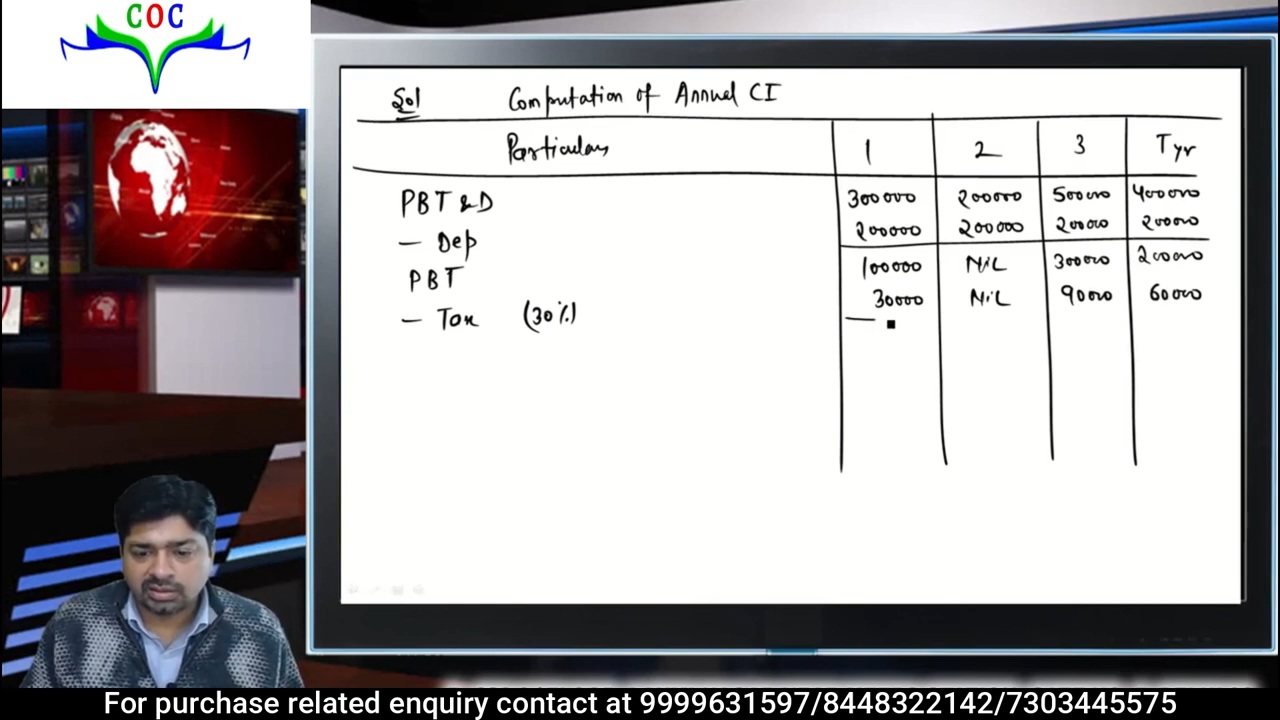 COC
Sol Computation of Annual CI
Particulars 1 2 3 Tyr
PBT & D 300000 200000 500000 400000
- Dep 200000 200000 200000 200000
PBT 100000 NIL 300000 200000
- Tax (30%) 30000 NIL 90000 60000
For purchase related enquiry contact at 9999631597/8448322142/7303445575